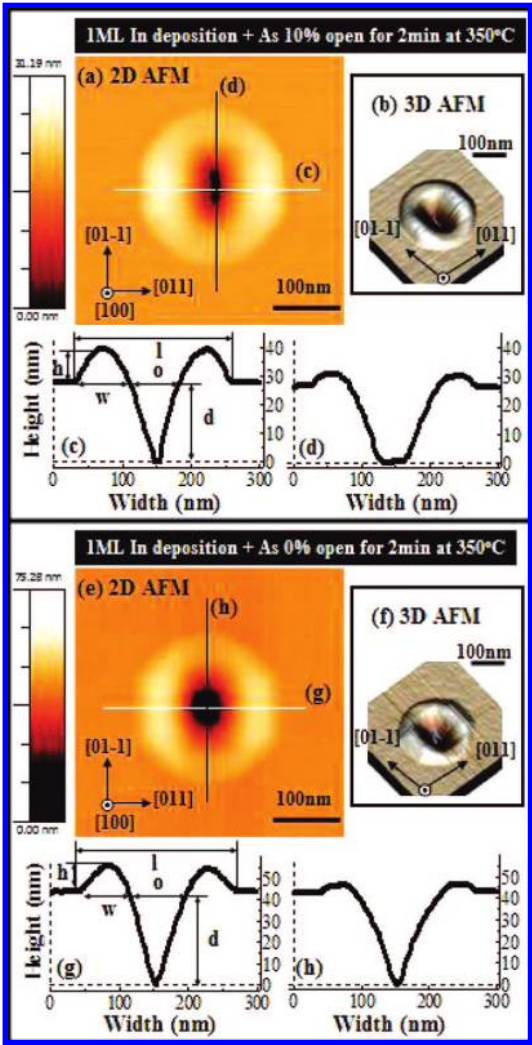 1ML In deposition + As 10% open for 2min at 350°C
31.19 nm
0.00 nm
(a) 2D AFM
(d)
(c)
[01-1]
[011]
[100]
100nm
(b) 3D AFM
100nm
[01-1]
[011]
Height (nm)
h
l
o
w
d
(c)
0 100 200 300
Width (nm)
40
30
20
10
0
(d)
0 100 200 300
Width (nm)
40
30
20
10
0
1ML In deposition + As 0% open for 2min at 350°C
75.28 nm
0.00 nm
(e) 2D AFM
(h)
(g)
[01-1]
[011]
[100]
100nm
(f) 3D AFM
100nm
[01-1]
[011]
Height (nm)
h
l
o
w
d
(g)
0 100 200 300
Width (nm)
50
40
30
20
10
0
(h)
0 100 200 300
Width (nm)
50
40
30
20
10
0